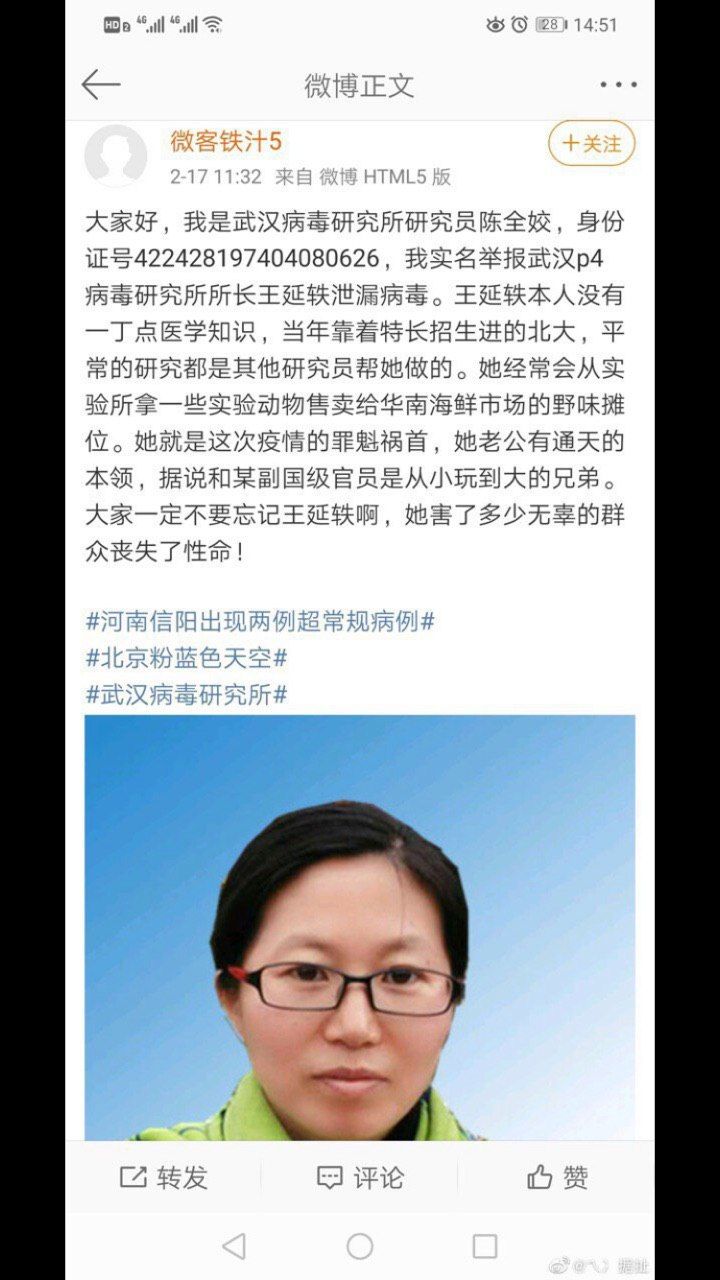 HD 2 4G 4G 28 14:51
微博正文
微客铁汁5
+关注
2-17 11:32 来自 微博 HTML5 版
大家好，我是武汉病毒研究所研究员陈全姣，身份
证号422428197404080626，我实名举报武汉p4
病毒研究所所长王延轶泄漏病毒。王延轶本人没有
一丁点医学知识，当年靠着特长招生进的北大，平
常的研究都是其他研究员帮她做的。她经常会从实
验所拿一些实验动物售卖给华南海鲜市场的野味摊
位。她就是这次疫情的罪魁祸首，她老公有通天的
本领，据说和某副国级官员是从小玩到大的兄弟。
大家一定不要忘记王延轶啊，她害了多少无辜的群
众丧失了性命！
#河南信阳出现两例超常规病例#
#北京粉蓝色天空#
#武汉病毒研究所#
转发 评论 赞